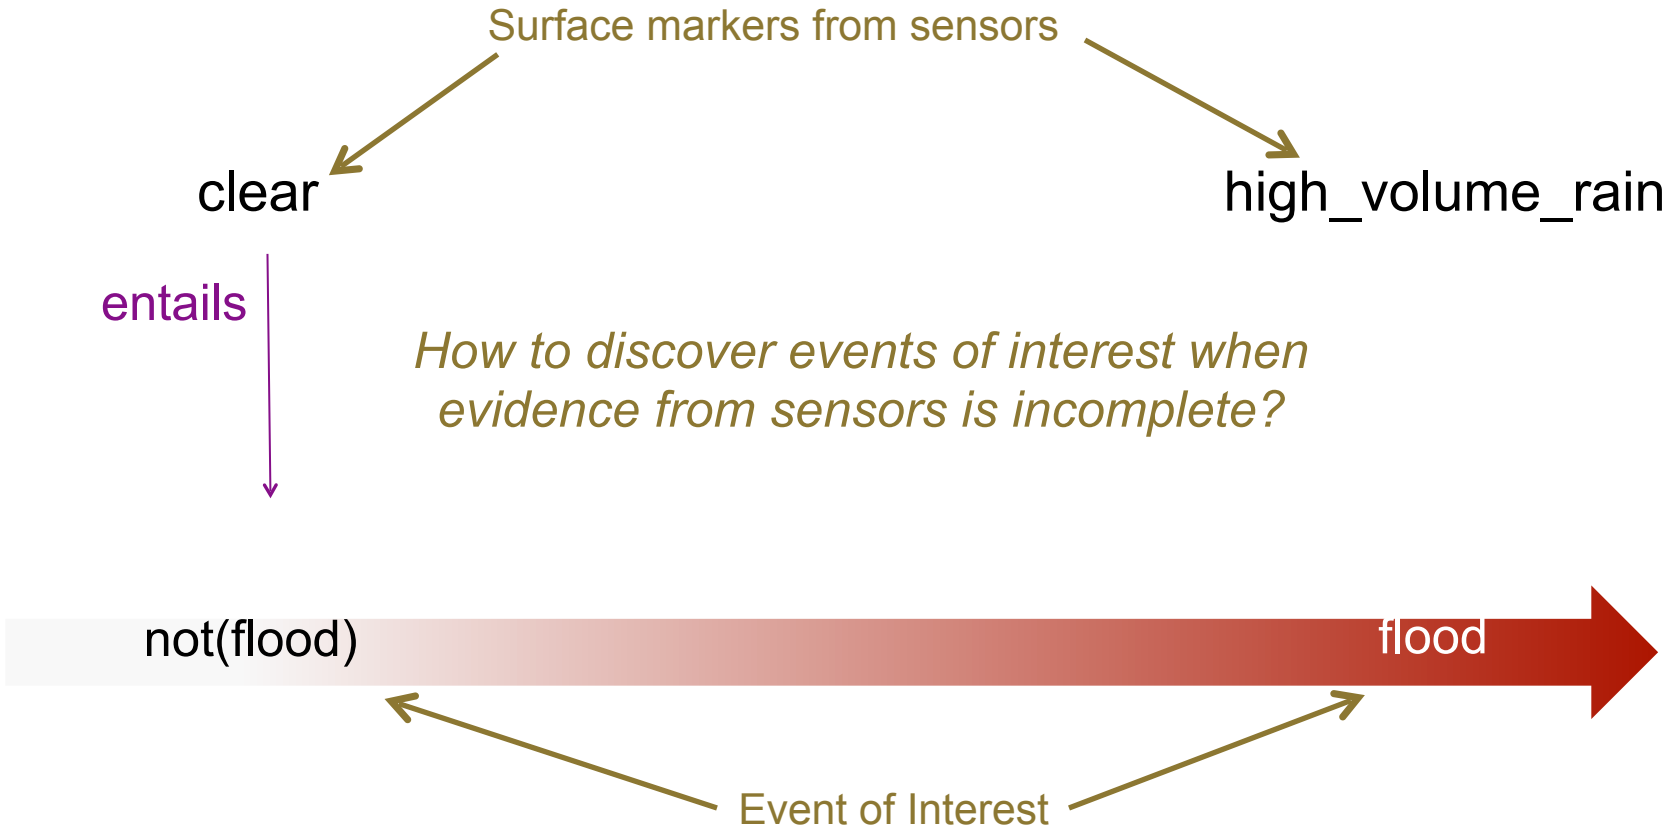 Surface markers from sensors
clear
high_volume_rain
entails
How to discover events of interest when
evidence from sensors is incomplete?
not(flood)
flood
Event of Interest